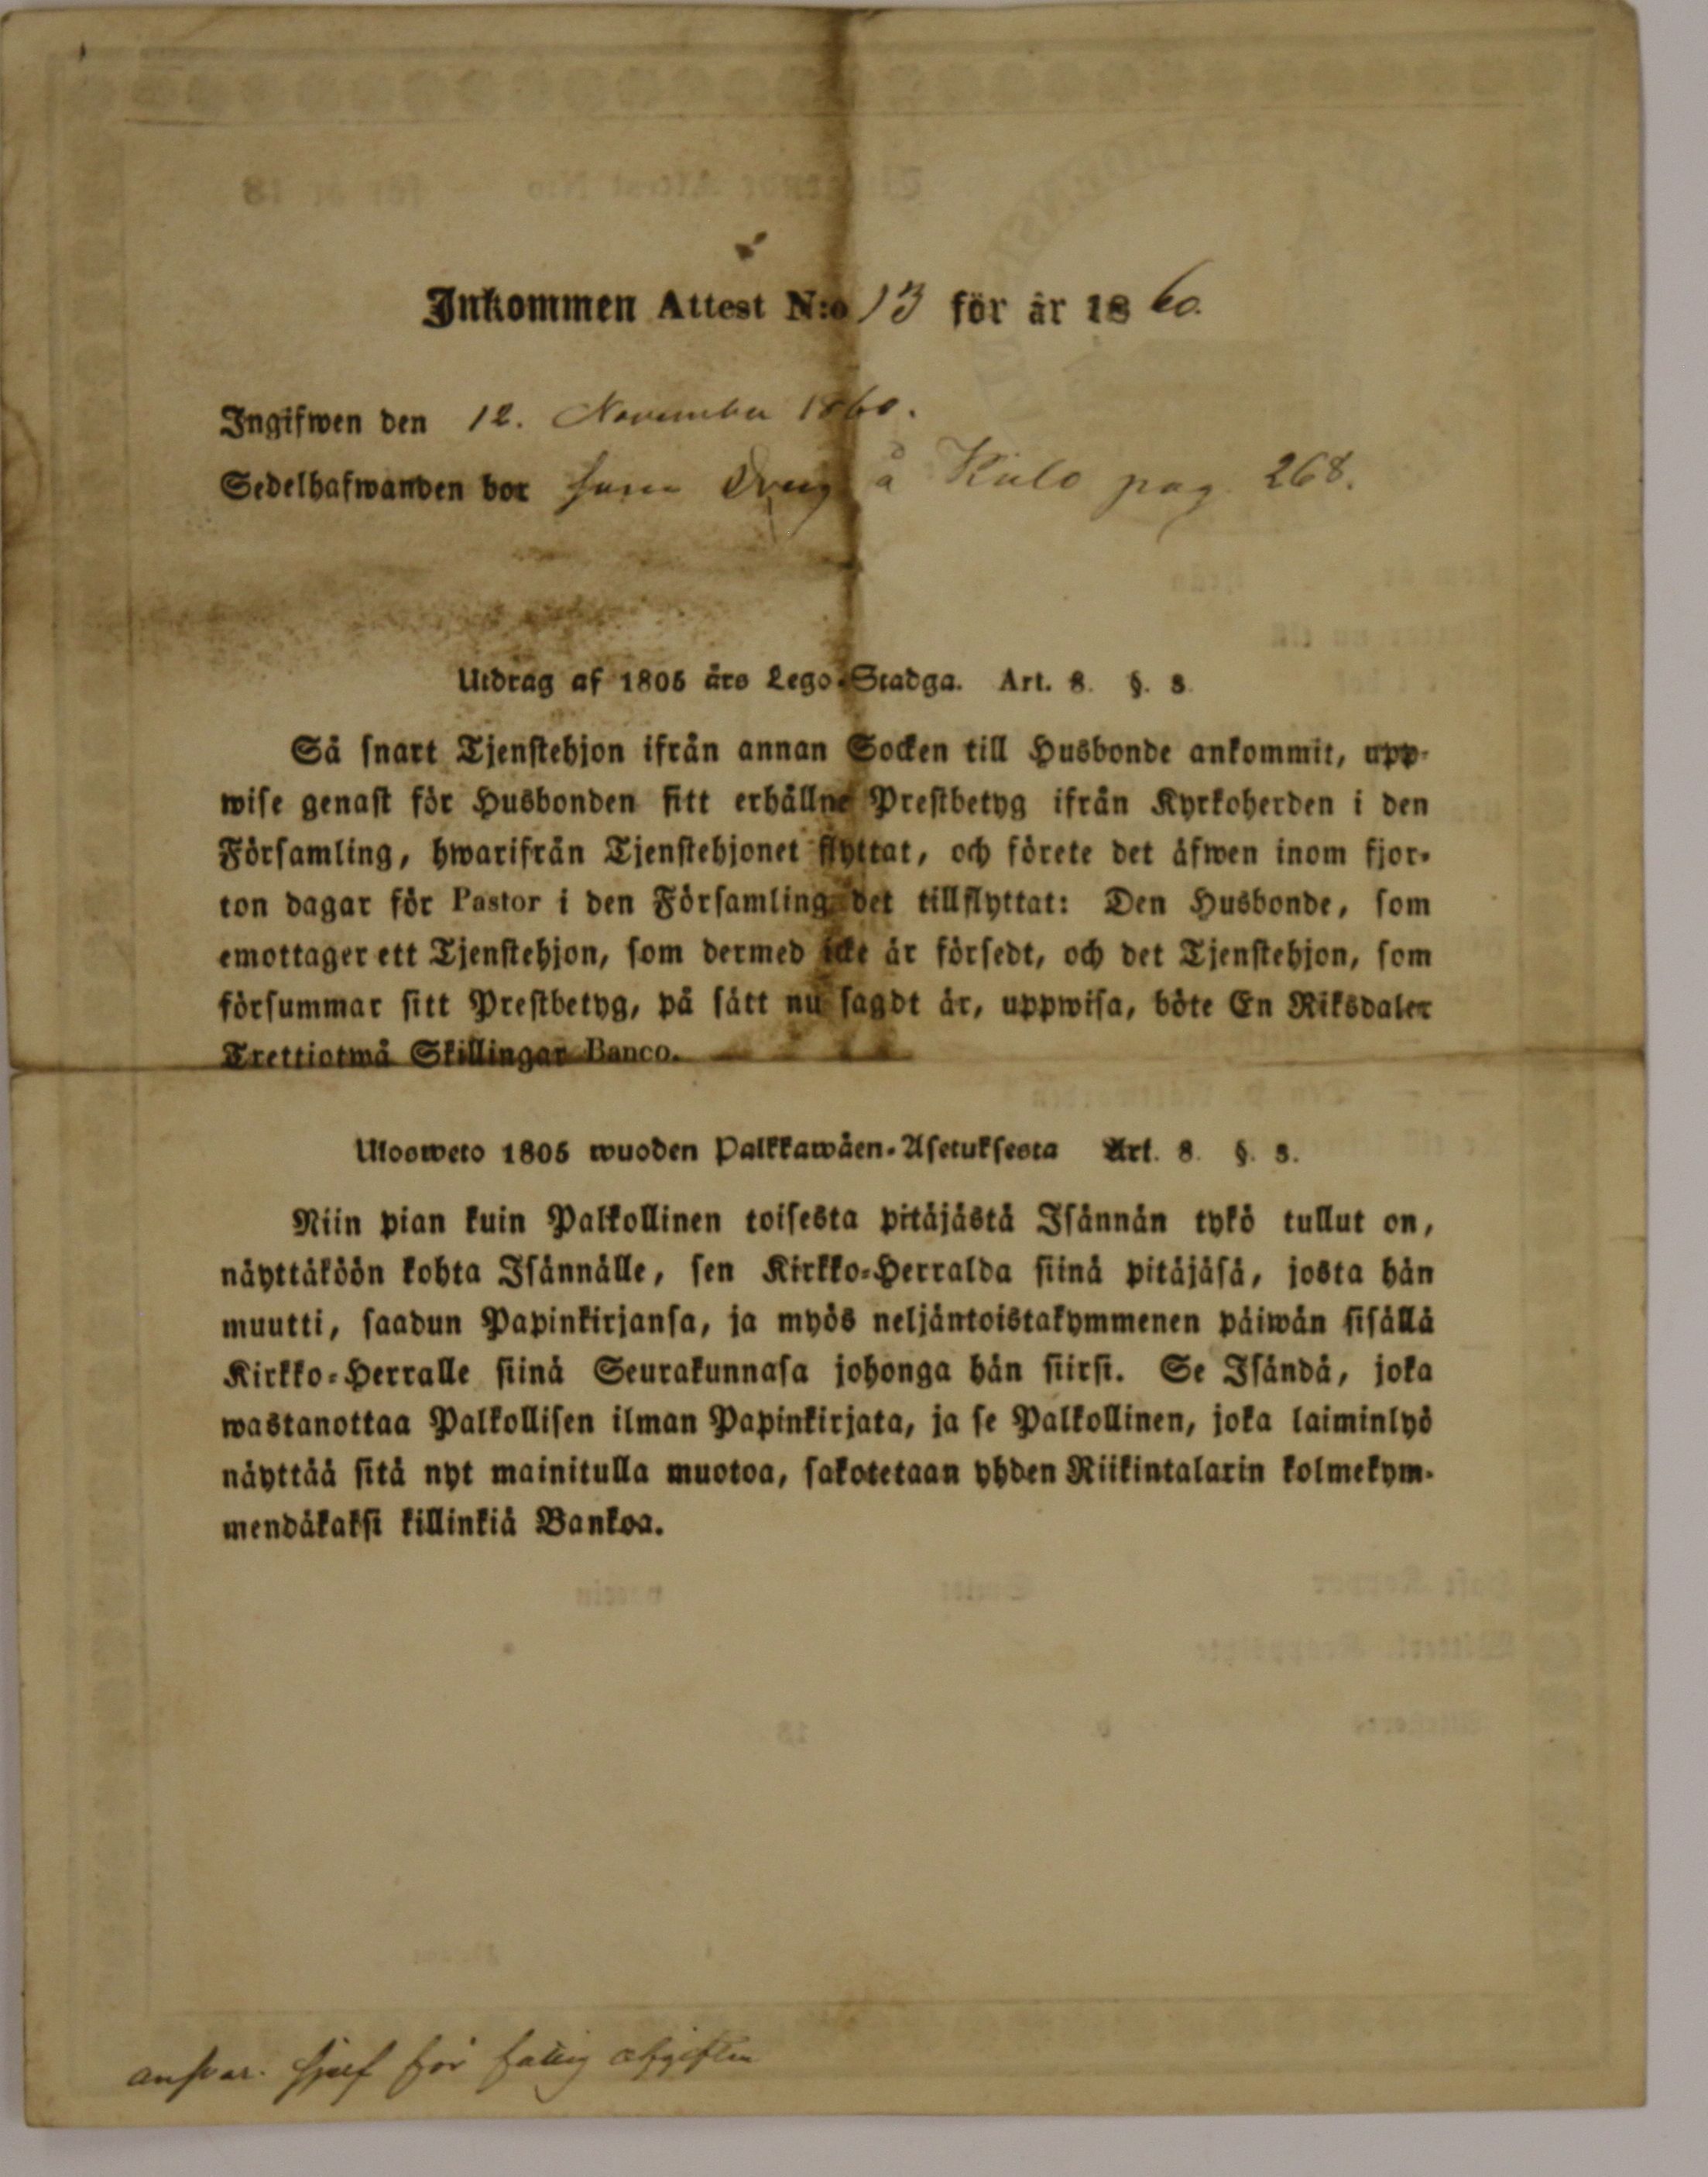 Inkommen Attest N:o 13 för år 1860.
Ingifwen den 12. November 1860.
Sedelhafwanden bor som Dreng å Kulo pag. 268.
Utdrag af 1805 års Lego-Stadga. Art. 8. §. 3.
Så snart Tjenstehjon ifrån annan Socken till Husbonde ankommit, upp-
wise genast för Husbonden sitt erhållne Prestbetyg ifrån Kyrkoherden i den
Församling, hwarifrån Tjenstehjonet flyttat, och förete det äfwen inom fjor-
ton dagar för Pastor i den Församling det tillflyttat: Den Husbonde, som
emottager ett Tjenstehjon, som dermed icke är försedt, och det Tjenstehjon, som
försummar sitt Prestbetyg, på sätt nu sagdt är, uppwisa, böte En Riksdaler
Trettiotwå Skillingar Banco.
Uloosweto 1805 wuoden Palkkawäen-Asetuksesta Art. 8. §. 3.
Niin pian kuin Palkollinen toisesta pitäjästä Isännän tykö tullut on,
näyttäköön kohta Isännälle, sen Kirkko-Herralda siinä pitäjäsä, josta hän
muutti, saadun Papinkirjansa, ja myös neljäntoistakymmenen päiwän sisällä
Kirkko-Herralle siinä Seurakunnasa johonga hän siirsi. Se Isändä, joka
wastanottaa Palkollisen ilman Papinkirjata, ja se Palkollinen, joka laiminlyö
näyttää sitä nyt mainitulla muotoa, sakotetaan yhden Riikintalarin kolmekym-
mendäkaksi killinkiä Bankoa.
answar. sjelf för fattig afgiften